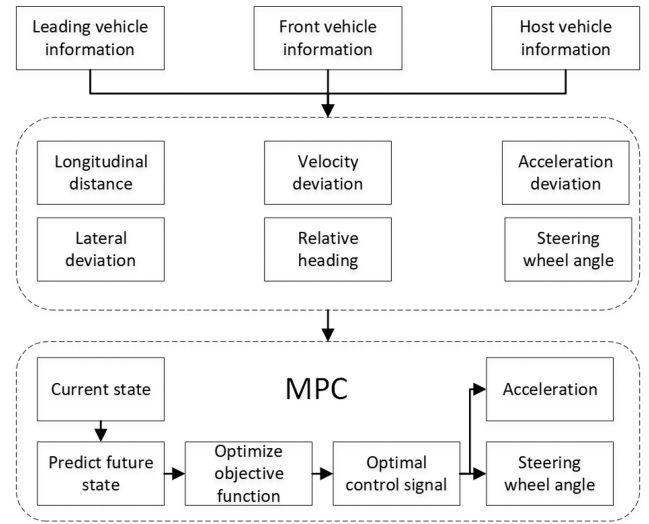 Leading vehicle
information
Front vehicle
information
Host vehicle
information
Longitudinal
distance
Velocity
deviation
Acceleration
deviation
Lateral
deviation
Relative
heading
Steering
wheel angle
MPC
Current state
Acceleration
Predict future
state
Optimize
objective
function
Optimal
control signal
Steering
wheel angle